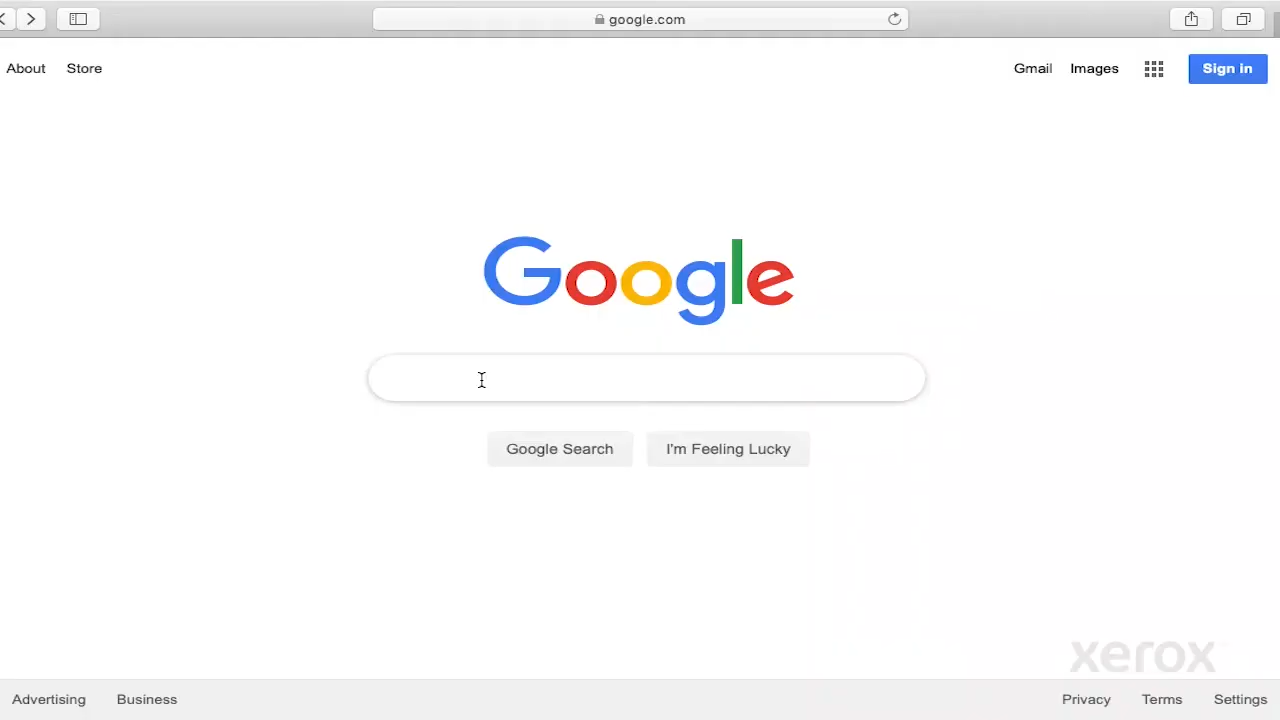 google.com
About Store Gmail Images Sign in
Google
Google Search I'm Feeling Lucky
xerox
Advertising Business Privacy Terms Settings